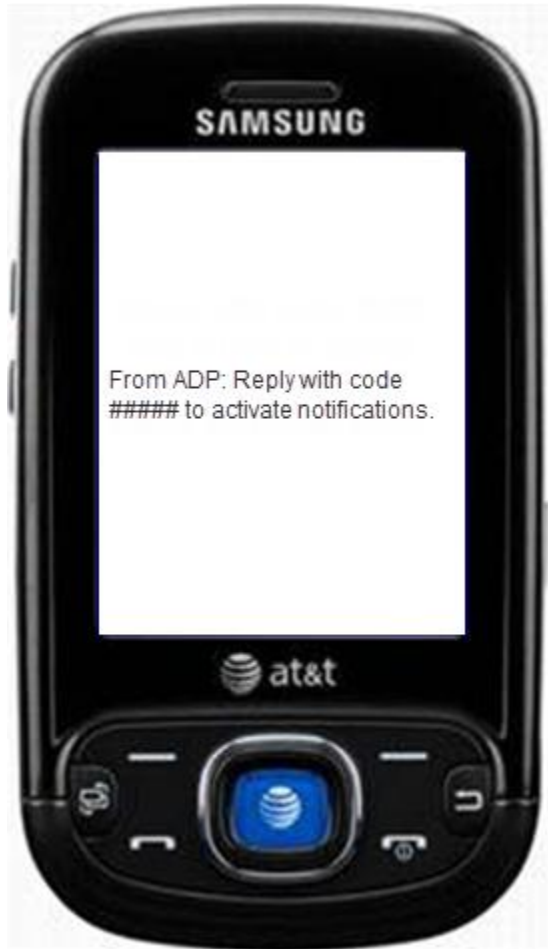 SAMSUNG
From ADP: Reply with code
##### to activate notifications.
at&t